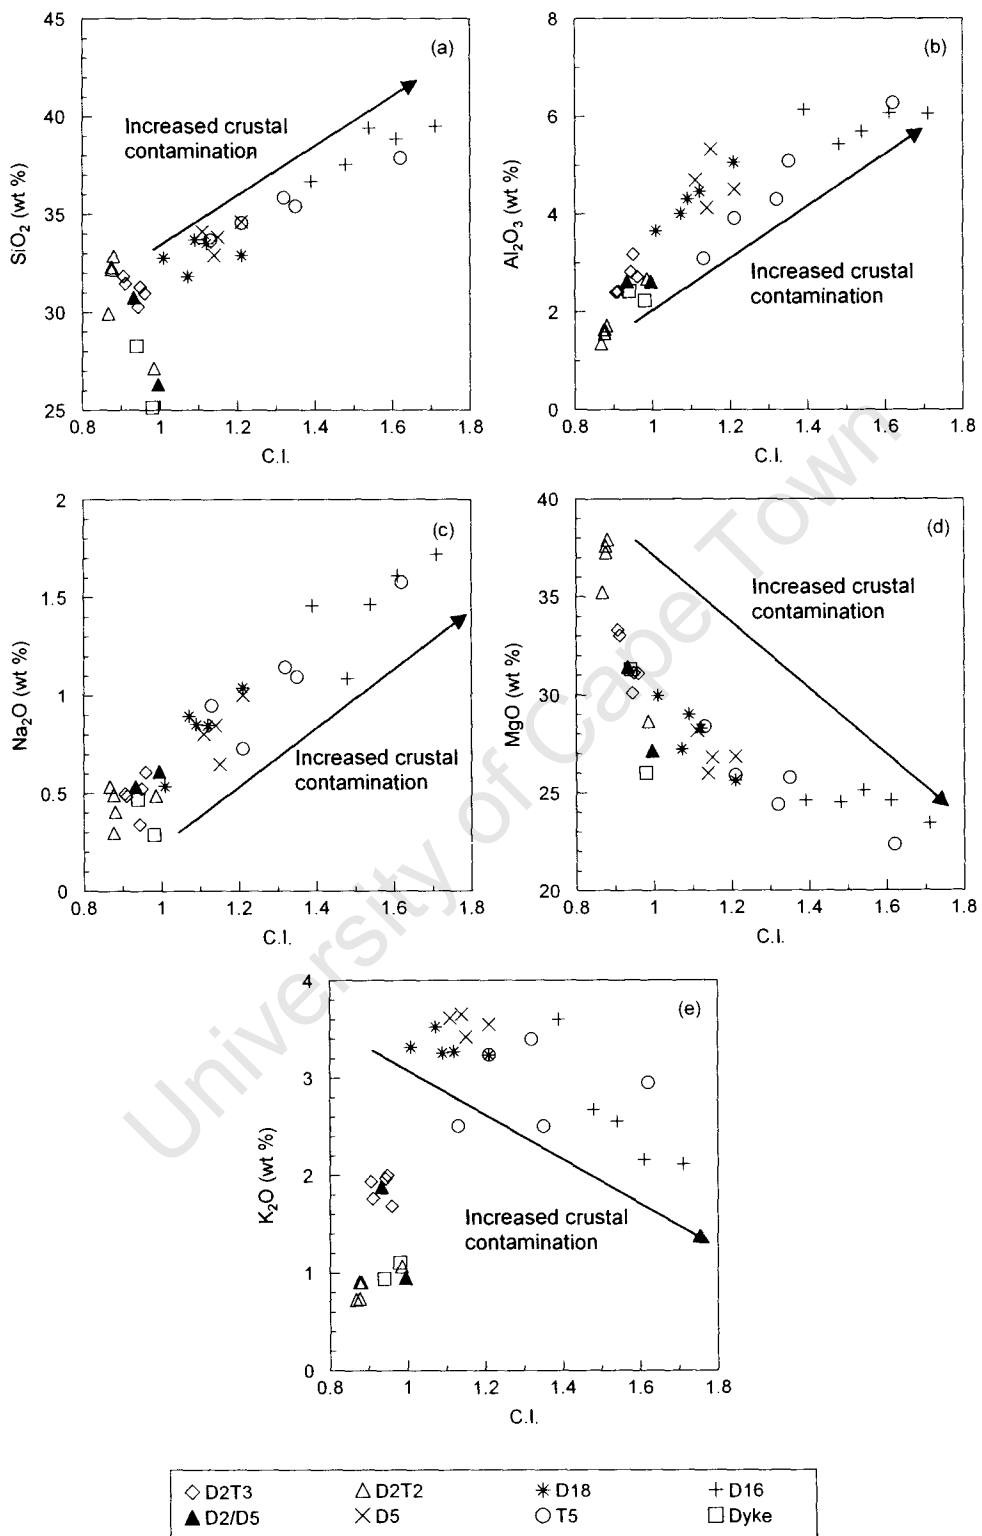 45
40
35
30
25
SiO2 (wt %)
(a)
Increased crustal
contamination
0.8 1 1.2 1.4 1.6 1.8
C.I.
8
6
4
2
0
Al2O3 (wt %)
(b)
Increased crustal
contamination
0.8 1 1.2 1.4 1.6 1.8
C.I.
2
1.5
1
0.5
0
Na2O (wt %)
(c)
Increased crustal
contamination
0.8 1 1.2 1.4 1.6 1.8
C.I.
40
35
30
25
20
MgO (wt %)
(d)
Increased crustal
contamination
0.8 1 1.2 1.4 1.6 1.8
C.I.
4
3
2
1
0
K2O (wt %)
(e)
Increased crustal
contamination
0.8 1 1.2 1.4 1.6 1.8
C.I.
D2T3 D2T2 D18 D16
D2/D5 D5 T5 Dyke
University of Cape Town